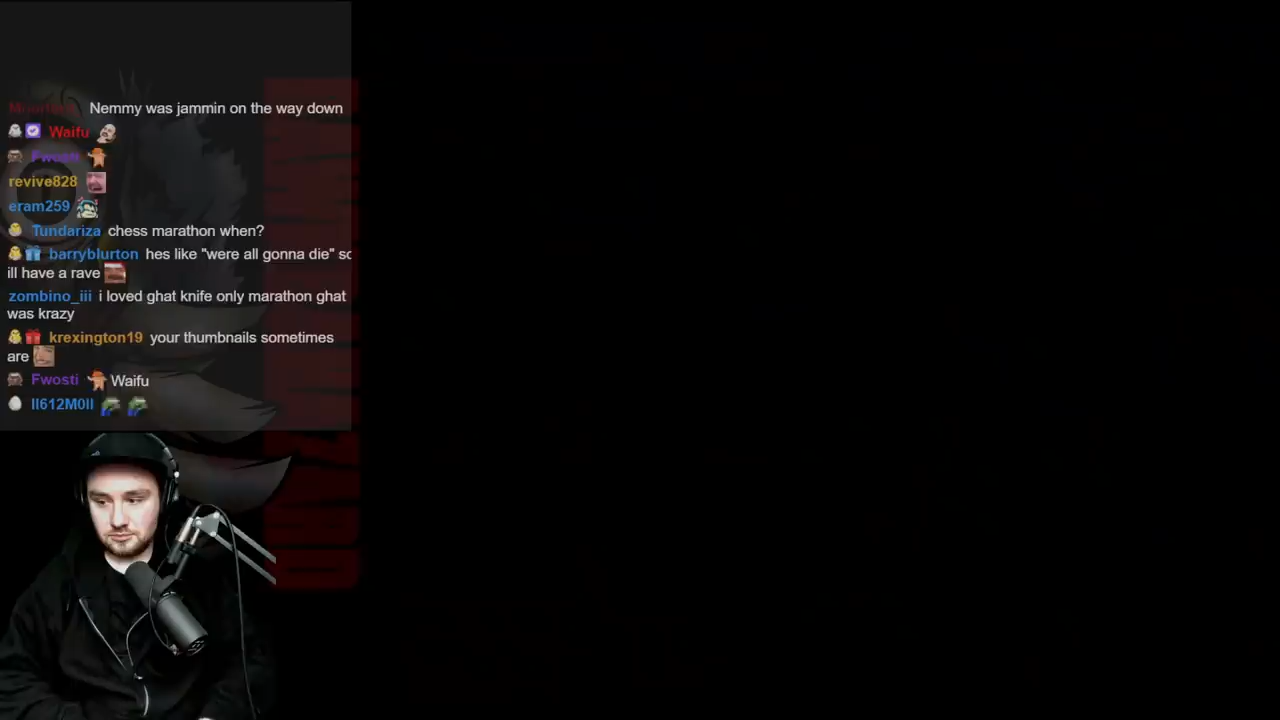 Nemmy was jammin on the way down
Waifu
Fwosti
revive828
eram259
Tundariza chess marathon when?
barryblurton hes like "were all gonna die" so
ill have a rave
zombino_iii i loved ghat knife only marathon ghat
was krazy
krexington19 your thumbnails sometimes
are
Fwosti Waifu